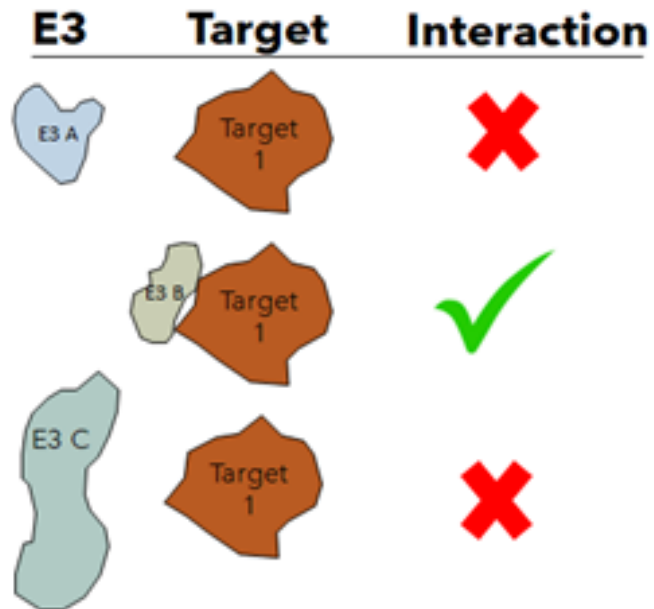 E3 Target Interaction
E3 A
Target
1
E3 B
Target
1
E3 C
Target
1